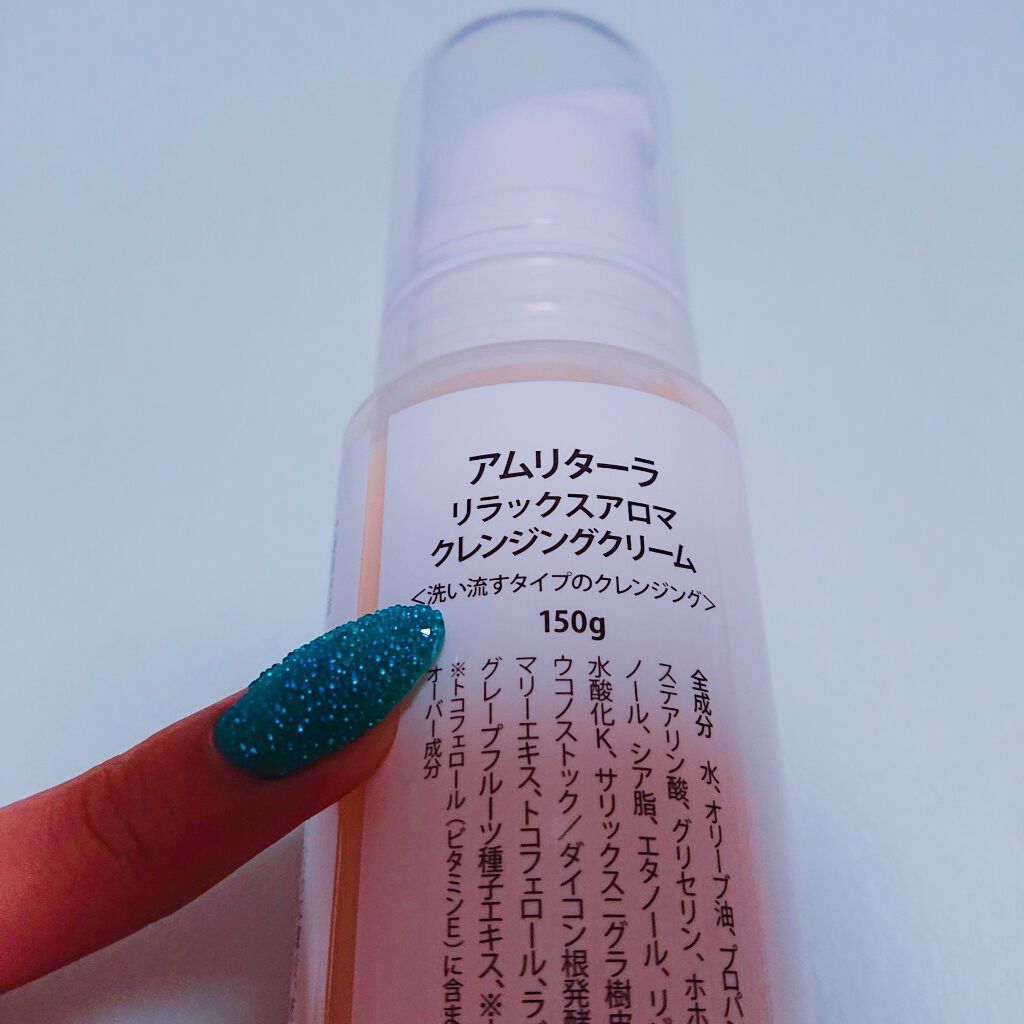 アムリターラ
リラックスアロマ
クレンジングクリーム
<洗い流すタイプのクレンジング>
150g
全成分 水、オリーブ油、プロパン
ステアリン酸、グリセリン、ホホ
ノール、シア脂、エタノール、リ
水酸化K、サリックスニグラ樹皮
ウコノストック／ダイコン根発酵
マリーエキス、トコフェロール、ラ
グレープフルーツ種子エキス、※
※トコフェロール（ビタミンE）に含ま
オーバー成分